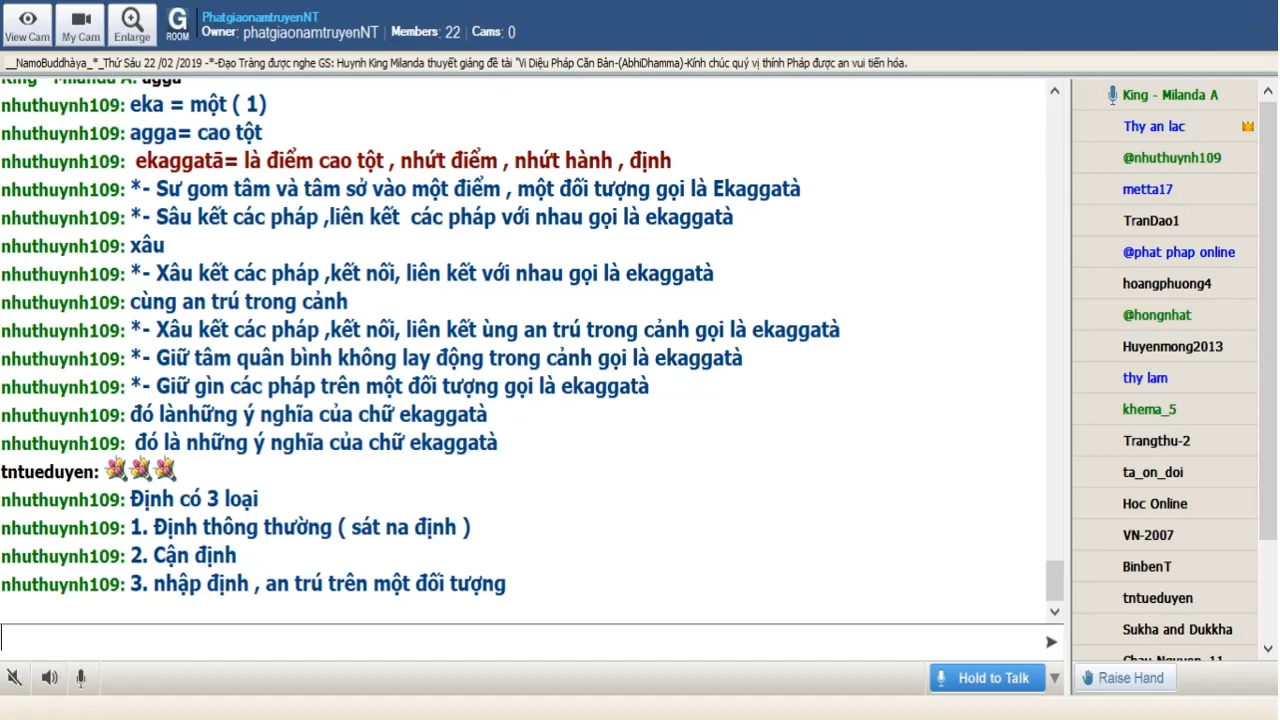 View Cam
My Cam
Enlarge
G
ROOM
PhatgiaonamtruyenNT
Owner: phatgiaonamtruyenNT | Members: 22 | Cams: 0
__NamoBuddhàya_*_Thứ Sáu 22 /02 /2019 -*-Đạo Tràng được nghe GS: Huynh King Milanda thuyết giảng đề tài "Vi Diệu Pháp Căn Bản-(AbhiDhamma)-Kính chúc quý vị thính Pháp được an vui tiến hóa.
King - Milanda A: agga
nhuthuynh109: eka = một ( 1)
nhuthuynh109: agga= cao tột
nhuthuynh109: ekaggatā= là điểm cao tột , nhứt điểm , nhứt hành , định
nhuthuynh109: *- Sư gom tâm và tâm sở vào một điểm , một đối tượng gọi là Ekaggatà
nhuthuynh109: *- Sâu kết các pháp ,liên kết các pháp với nhau gọi là ekaggatà
nhuthuynh109: xâu
nhuthuynh109: *- Xâu kết các pháp ,kết nối, liên kết với nhau gọi là ekaggatà
nhuthuynh109: cùng an trú trong cảnh
nhuthuynh109: *- Xâu kết các pháp ,kết nối, liên kết ùng an trú trong cảnh gọi là ekaggatà
nhuthuynh109: *- Giữ tâm quân bình không lay động trong cảnh gọi là ekaggatà
nhuthuynh109: *- Giữ gìn các pháp trên một đối tượng gọi là ekaggatà
nhuthuynh109: đó lànhững ý nghĩa của chữ ekaggatà
nhuthuynh109: đó là những ý nghĩa của chữ ekaggatà
tntueduyen:
nhuthuynh109: Định có 3 loại
nhuthuynh109: 1. Định thông thường ( sát na định )
nhuthuynh109: 2. Cận định
nhuthuynh109: 3. nhập định , an trú trên một đối tượng
Hold to Talk
King - Milanda A
Thy an lac
@nhuthuynh109
metta17
TranDao1
@phat phap online
hoangphuong4
@hongnhat
Huyenmong2013
thy lam
khema_5
Trangthu-2
ta_on_doi
Hoc Online
VN-2007
BinbenT
tntueduyen
Sukha and Dukkha
Chau Nguyen_11
Raise Hand